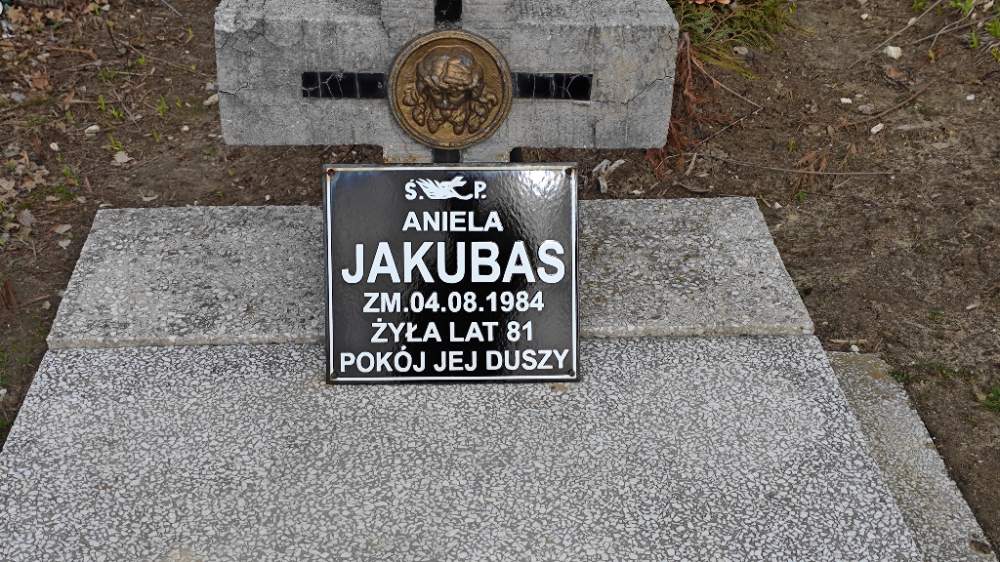 Ś. P.
ANIELA
JAKUBAS
ZM.04.08.1984
ŻYŁA LAT 81
POKÓJ JEJ DUSZY